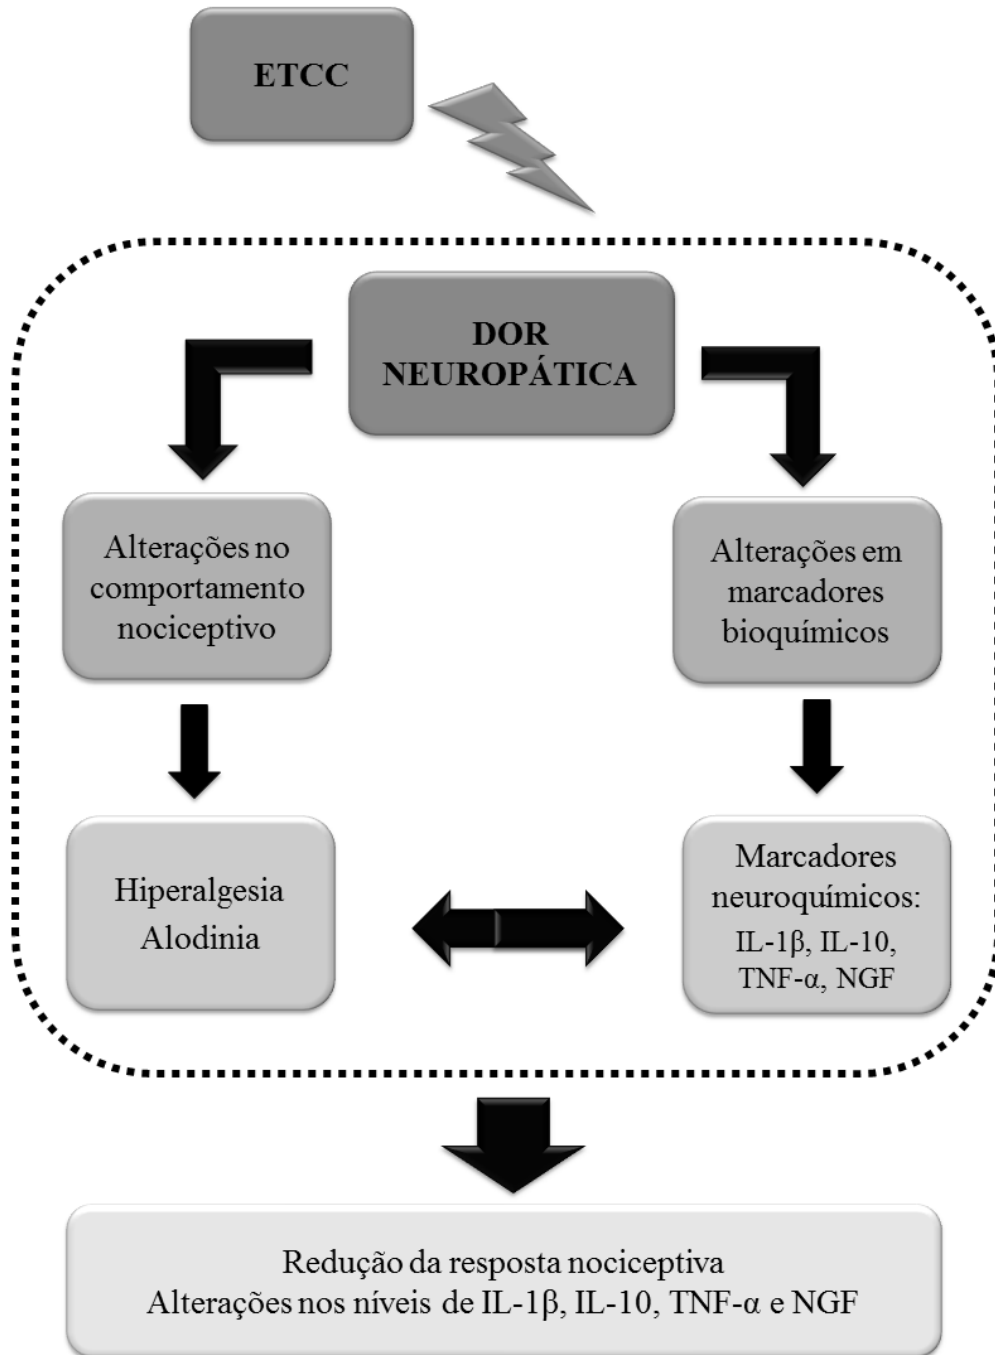 ETCC
DOR
NEUROPÁTICA
Alterações no
comportamento
nociceptivo
Alterações em
marcadores
bioquímicos
Hiperalgesia
Alodinia
Marcadores
neuroquímicos:
IL-1β, IL-10,
TNF-α, NGF
Redução da resposta nociceptiva
Alterações nos níveis de IL-1β, IL-10, TNF-α e NGF